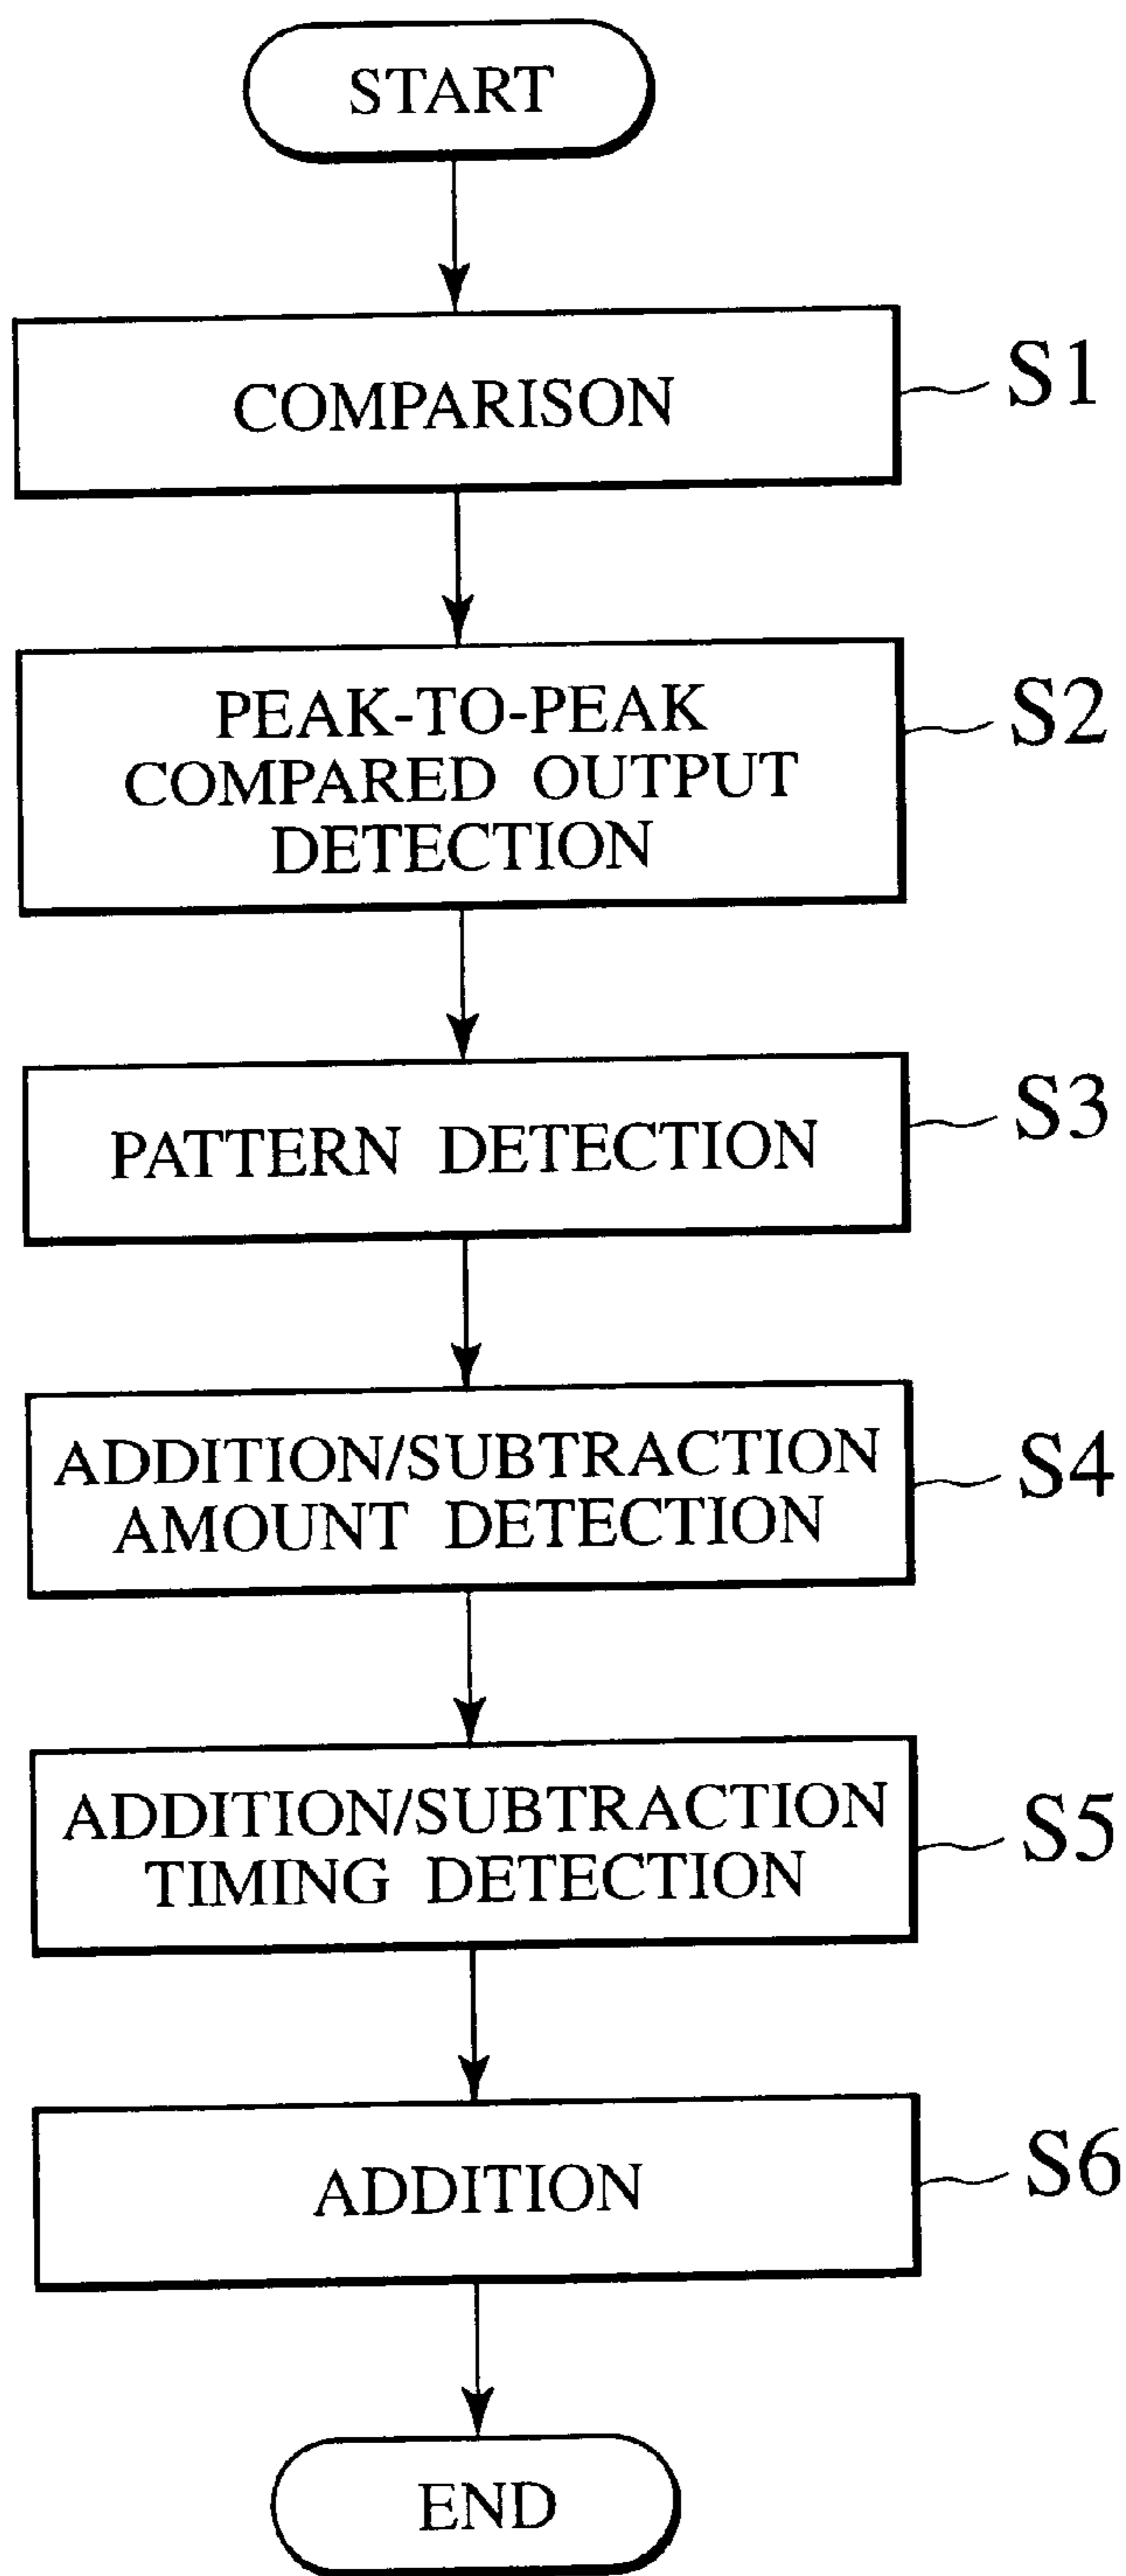 START
COMPARISON
S1
PEAK-TO-PEAK
COMPARED OUTPUT
DETECTION
S2
PATTERN DETECTION
S3
ADDITION/SUBTRACTION
AMOUNT DETECTION
S4
ADDITION/SUBTRACTION
TIMING DETECTION
S5
ADDITION
S6
END